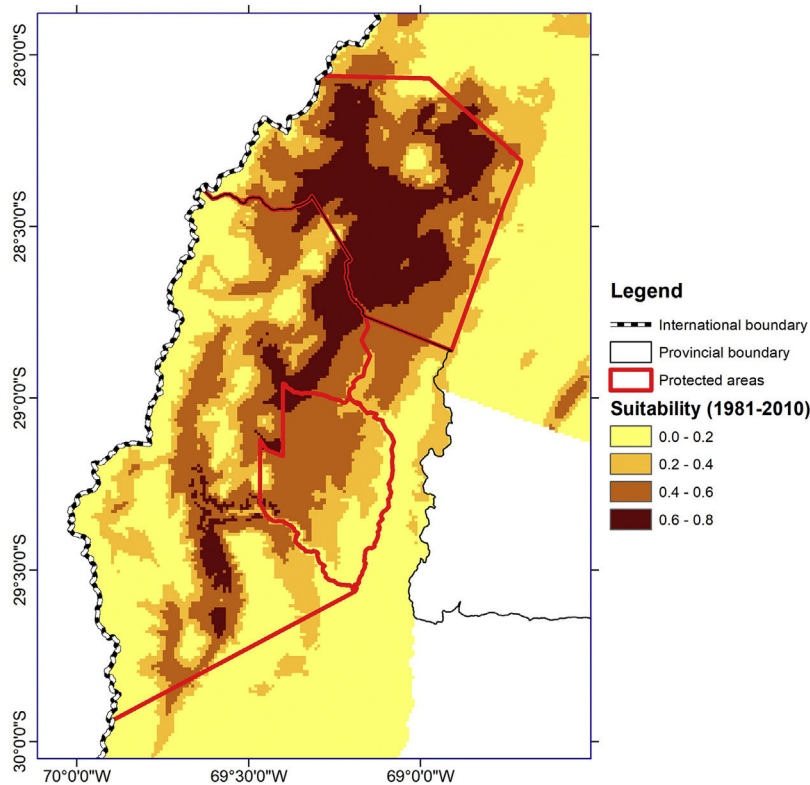 28°0'0"S
28°30'0"S
29°0'0"S
29°30'0"S
30°0'0"S
70°0'0"W
69°30'0"W
69°0'0"W
Legend
International boundary
Provincial boundary
Protected areas
Suitability (1981-2010)
0.0 - 0.2
0.2 - 0.4
0.4 - 0.6
0.6 - 0.8